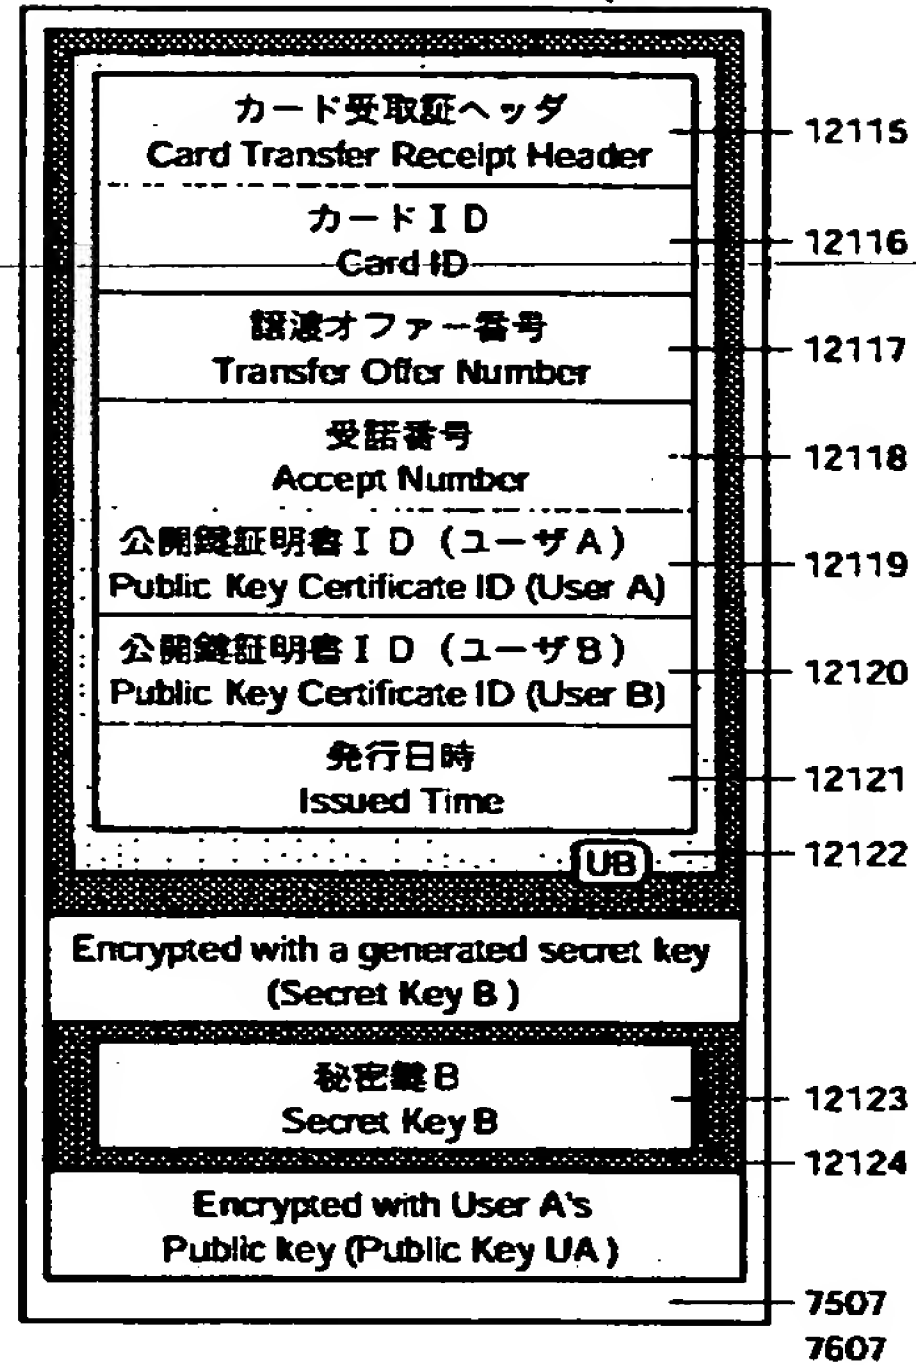 カード受取証ヘッダ
Card Transfer Receipt Header
12115
カードID
Card ID
12116
譲渡オファー番号
Transfer Offer Number
12117
受諾番号
Accept Number
12118
公開鍵証明書ID (ユーザA)
Public Key Certificate ID (User A)
12119
公開鍵証明書ID (ユーザB)
Public Key Certificate ID (User B)
12120
発行日時
Issued Time
12121
UB
12122
Encrypted with a generated secret key
(Secret Key B )
秘密鍵B
Secret Key B
12123
12124
Encrypted with User A's
Public key (Public Key UA )
7507
7607